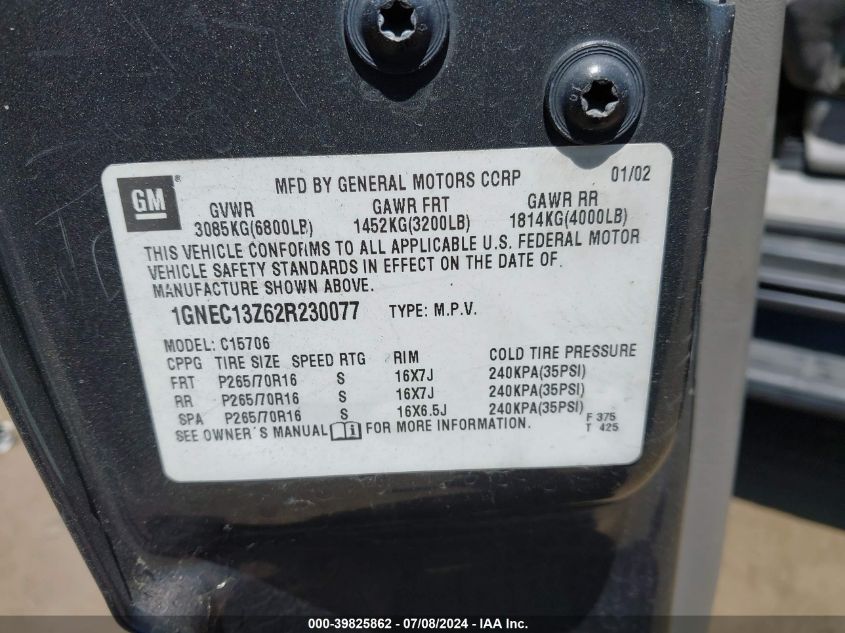 GM®
MFD BY GENERAL MOTORS CORP 01/02
GVWR GAWR FRT GAWR RR
3085KG(6800LB) 1452KG(3200LB) 1814KG(4000LB)
THIS VEHICLE CONFORMS TO ALL APPLICABLE U.S. FEDERAL MOTOR
VEHICLE SAFETY STANDARDS IN EFFECT ON THE DATE OF
MANUFACTURE SHOWN ABOVE.
1GNEC13Z62R230077 TYPE: M.P.V.
MODEL: C15706
CPPG TIRE SIZE SPEED RTG RIM COLD TIRE PRESSURE
FRT P265/70R16 S 16X7J 240KPA(35PSI)
RR P265/70R16 S 16X7J 240KPA(35PSI)
SPA P265/70R16 S 16X6.5J 240KPA(35PSI) F 375
SEE OWNER'S MANUAL FOR MORE INFORMATION. T 425
000-39825862 - 07/08/2024 - IAA Inc.